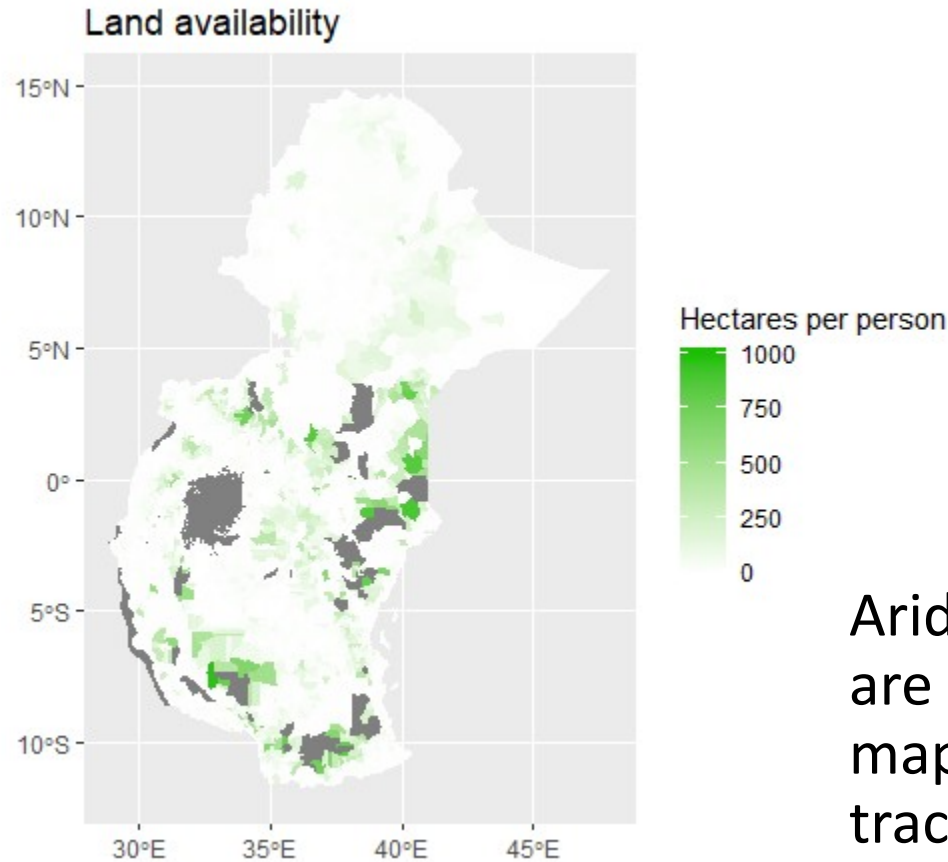 Land availability
15°N
10°N
5°N
0°
5°S
10°S
30°E 35°E 40°E 45°E
Hectares per person
1000
750
500
250
0
Arid
are
map
trac